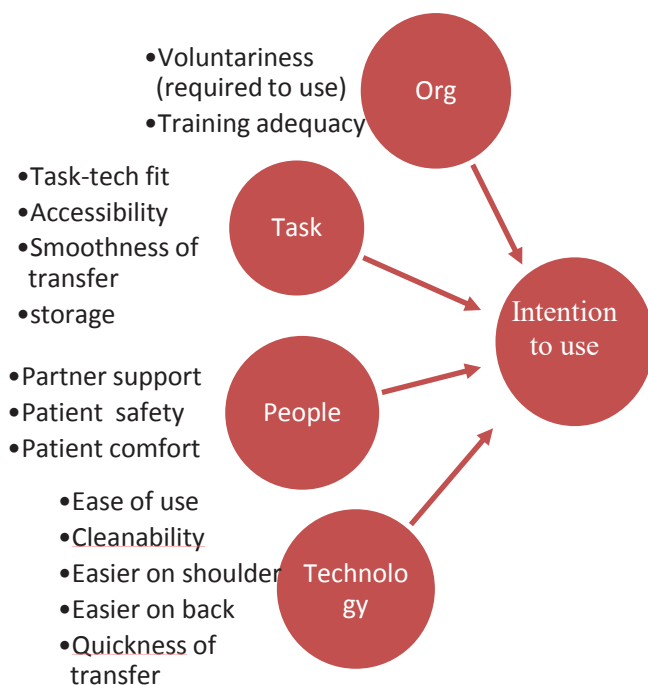 •Voluntariness
(required to use)
•Training adequacy
Org
•Task-tech fit
•Accessibility
•Smoothness of
transfer
•storage
Task
Intention
to use
•Partner support
•Patient safety
•Patient comfort
People
•Ease of use
•Cleanability
•Easier on shoulder
•Easier on back
•Quickness of
transfer
Technolo
gy